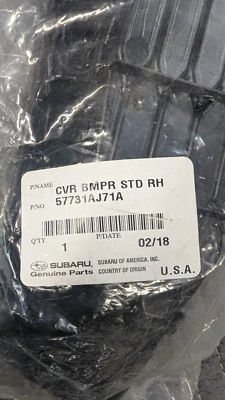 P/NAME CVR BMPR STD RH
P/NO 57731AJ71A
Q'TY 1 P/DATE 02/18
SUBARU. SUBARU OF AMERICA, INC.
Genuine Parts COUNTRY OF ORIGIN U.S.A.